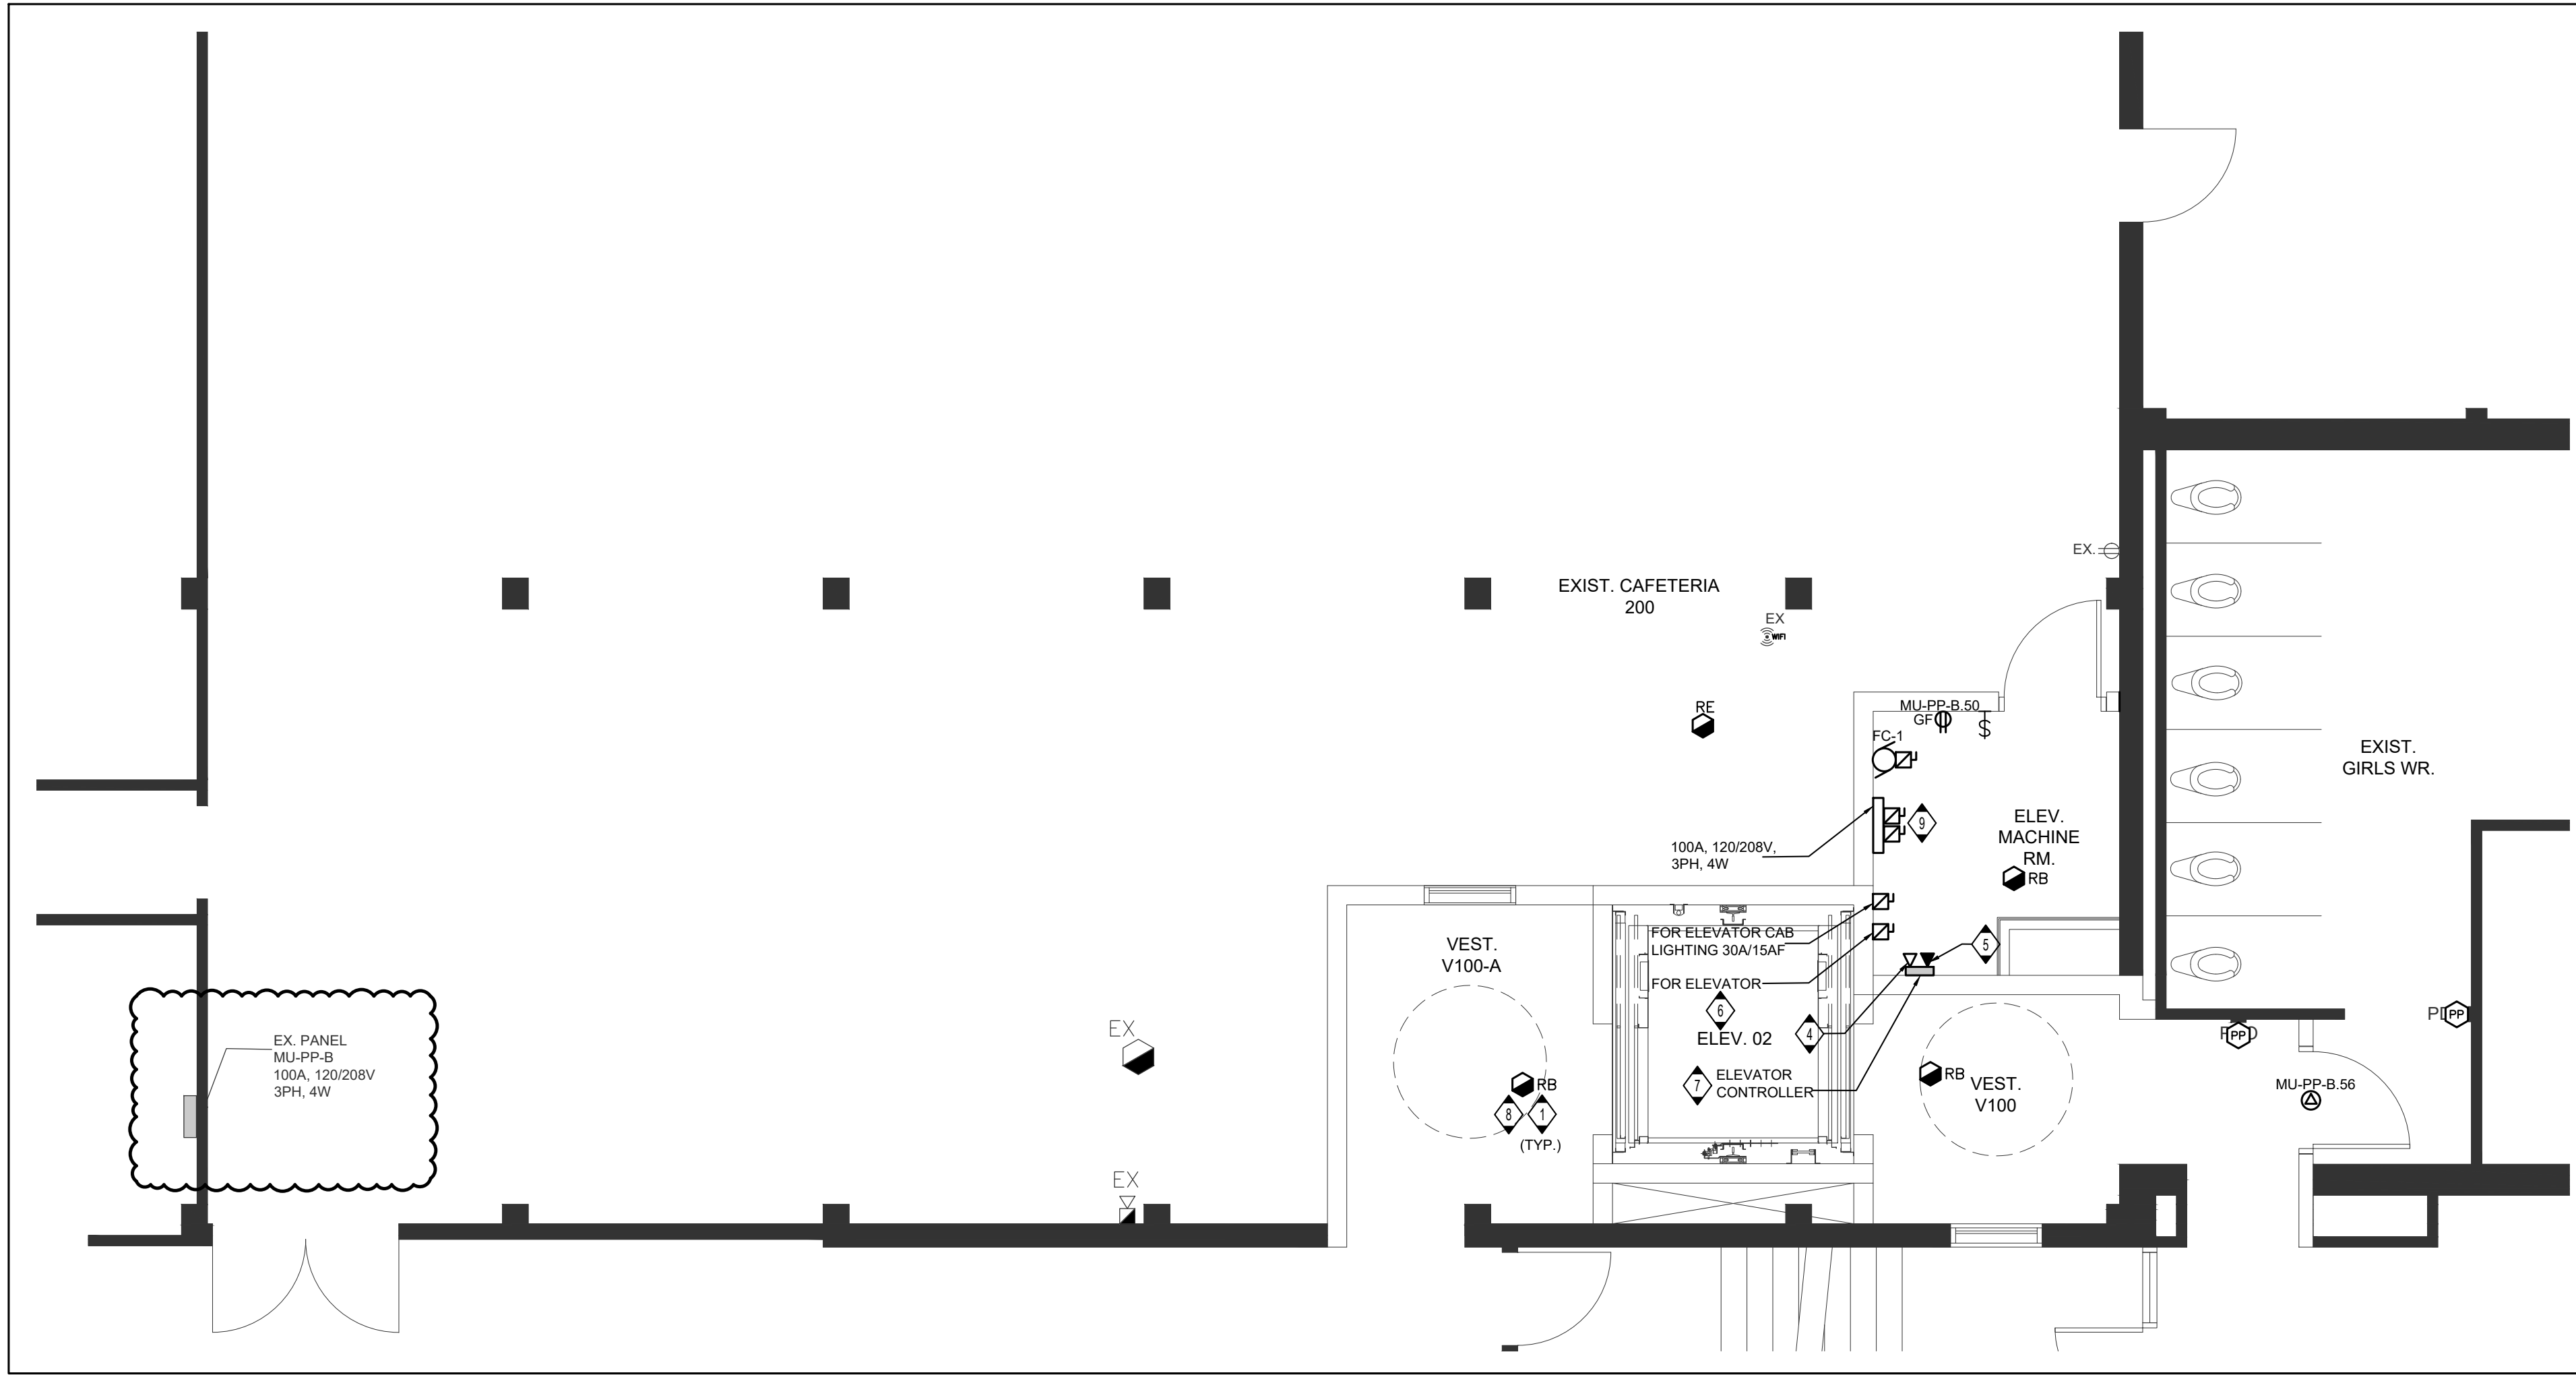 EX.
EXIST. CAFETERIA
200
EX
WIFI
RE
MU-PP-B.50
GF
$
FC-1
EXIST.
GIRLS WR.
9
ELEV.
MACHINE
RM.
RB
100A, 120/208V,
3PH, 4W
FOR ELEVATOR CAB
LIGHTING 30A/15AF
FOR ELEVATOR
5
VEST.
V100-A
6
ELEV. 02
4
7
ELEVATOR
CONTROLLER
EX. PANEL
MU-PP-B
100A, 120/208V
3PH, 4W
EX
RB
8
1
(TYP.)
RB
VEST.
V100
PP
PP
MU-PP-B.56
EX